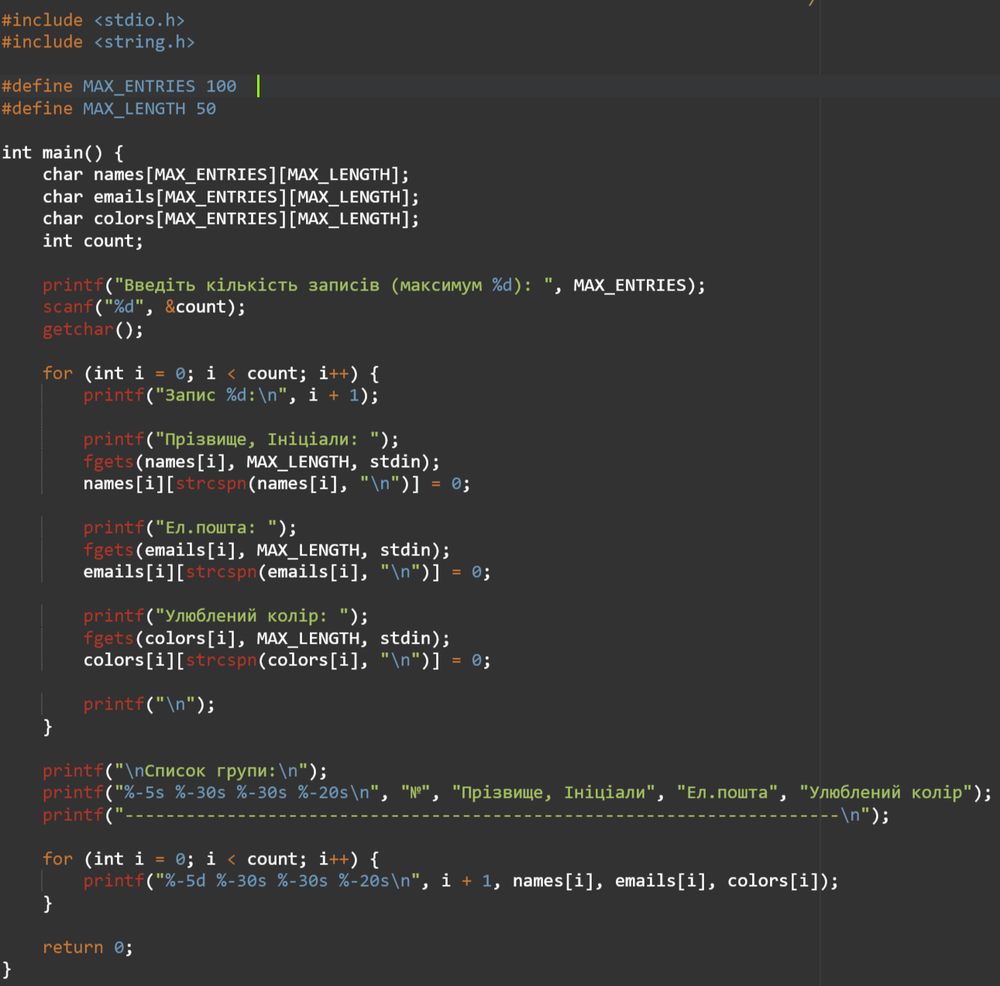 #include <stdio.h>
#include <string.h>
#define MAX_ENTRIES 100
#define MAX_LENGTH 50
int main() {
    char names[MAX_ENTRIES][MAX_LENGTH];
    char emails[MAX_ENTRIES][MAX_LENGTH];
    char colors[MAX_ENTRIES][MAX_LENGTH];
    int count;
    printf("Введіть кількість записів (максимум %d): ", MAX_ENTRIES);
    scanf("%d", &count);
    getchar();
    for (int i = 0; i < count; i++) {
        printf("Запис %d:\n", i + 1);
        printf("Прізвище, Ініціали: ");
        fgets(names[i], MAX_LENGTH, stdin);
        names[i][strcspn(names[i], "\n")] = 0;
        printf("Ел.пошта: ");
        fgets(emails[i], MAX_LENGTH, stdin);
        emails[i][strcspn(emails[i], "\n")] = 0;
        printf("Улюблений колір: ");
        fgets(colors[i], MAX_LENGTH, stdin);
        colors[i][strcspn(colors[i], "\n")] = 0;
        printf("\n");
    }
    printf("\nСписок групи:\n");
    printf("%-5s %-30s %-30s %-20s\n", "№", "Прізвище, Ініціали", "Ел.пошта", "Улюблений колір");
    printf("----------------------------------------------------------------------\n");
    for (int i = 0; i < count; i++) {
        printf("%-5d %-30s %-30s %-20s\n", i + 1, names[i], emails[i], colors[i]);
    }
    return 0;
}